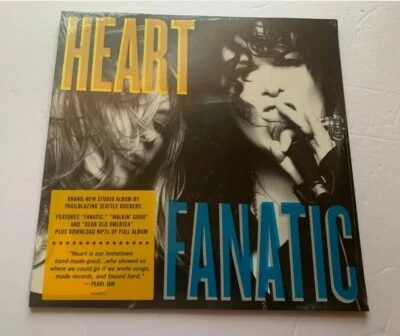 HEART
BRAND-NEW STUDIO ALBUM BY
TRAILBLAZING SEATTLE ROCKERS
FEATURES "FANATIC," "WALKIN' GOOD"
AND "DEAR OLD AMERICA"
PLUS DOWNLOAD MP3s OF FULL ALBUM
"Heart is our hometown
band-made-good...who showed us
where we could go if we wrote songs,
made records, and toured hard."
— PEARL JAM
FANATIC